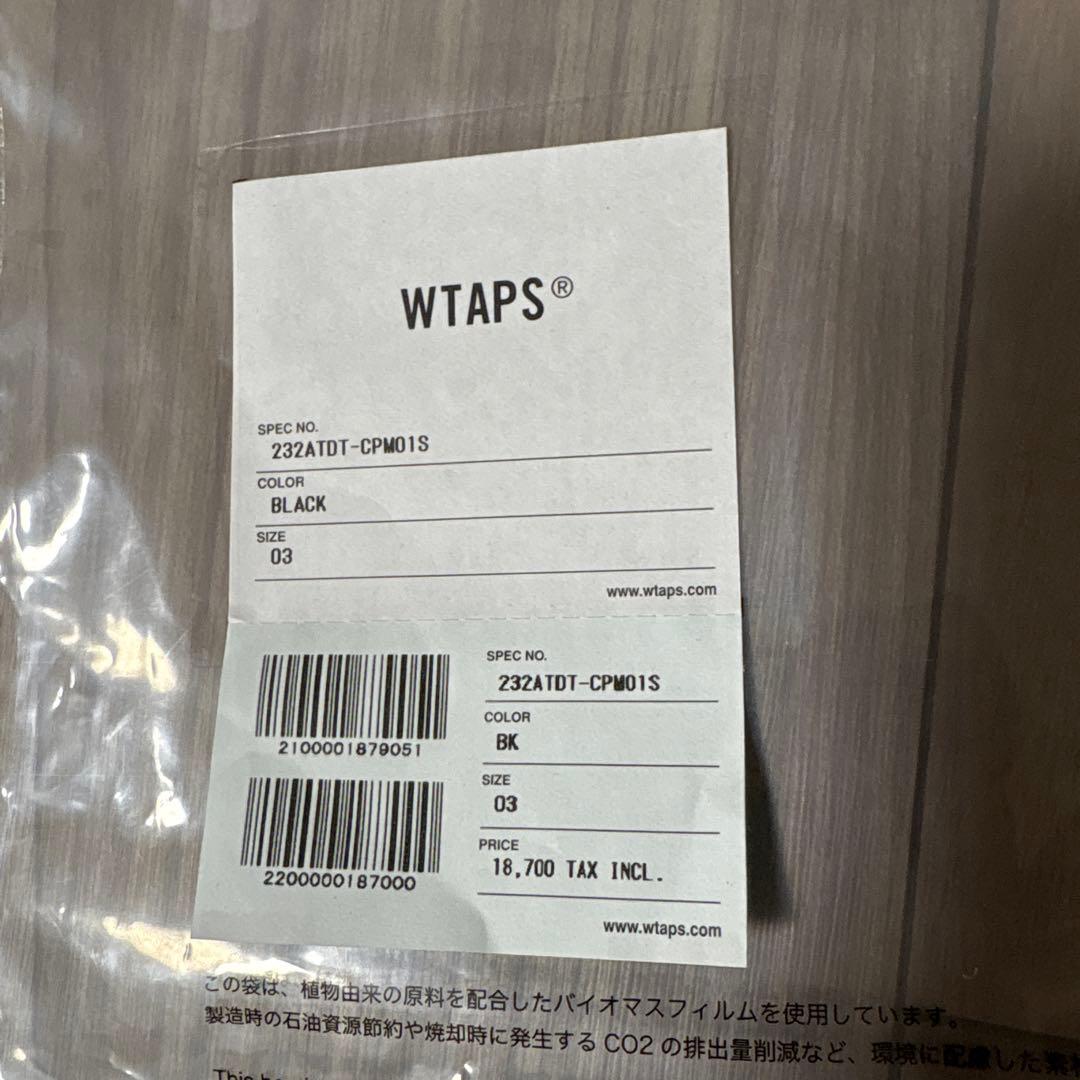 WTAPS®
SPEC NO.
232ATDT-CPM01S
COLOR
BLACK
SIZE
03
www.wtaps.com
2100001879051
2200000187000
SPEC NO.
232ATDT-CPM01S
COLOR
BK
SIZE
03
PRICE
18,700 TAX INCL.
www.wtaps.com
この袋は、植物由来の原料を配合したバイオマスフィルムを使用しています。
製造時の石油資源節約や焼却時に発生する CO2 の排出量削減など、環境に配慮した素材
This